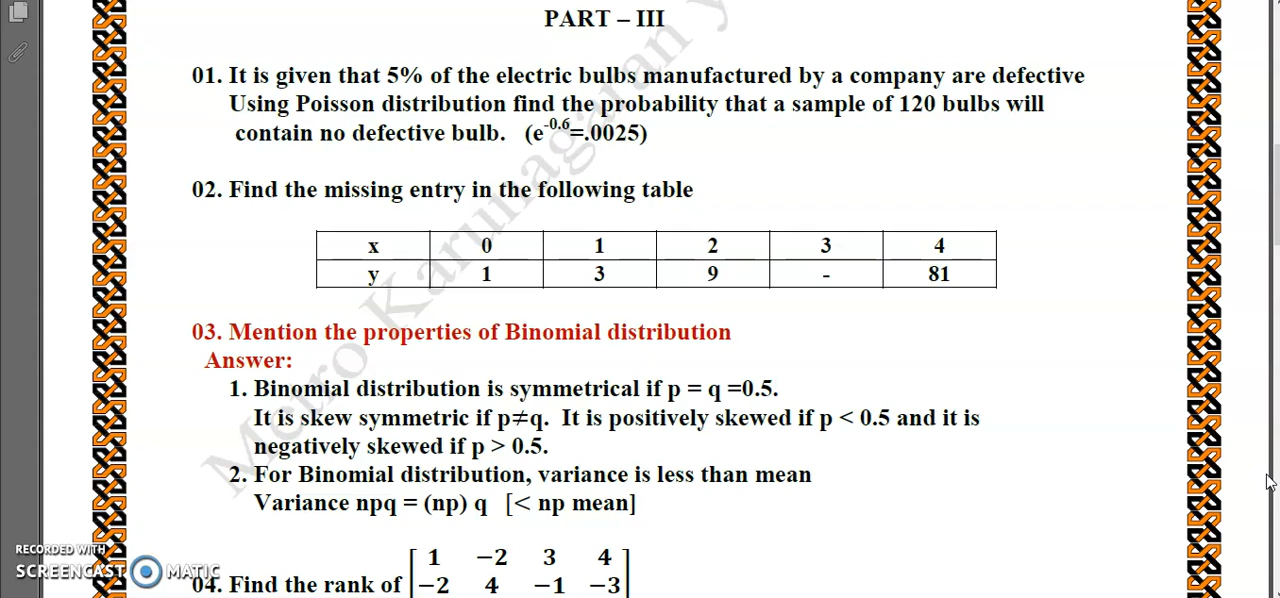 PART – III
01. It is given that 5% of the electric bulbs manufactured by a company are defective
Using Poisson distribution find the probability that a sample of 120 bulbs will
contain no defective bulb. (e^-0.6=.0025)
02. Find the missing entry in the following table
x 0 1 2 3 4
y 1 3 9 - 81
03. Mention the properties of Binomial distribution
Answer:
1. Binomial distribution is symmetrical if p = q =0.5.
It is skew symmetric if p≠q. It is positively skewed if p < 0.5 and it is
negatively skewed if p > 0.5.
2. For Binomial distribution, variance is less than mean
Variance npq = (np) q [< np mean]
1 −2 3 4
04. Find the rank of −2 4 −1 −3
Metro Karunagaran y
RECORDED WITH
SCREENCAST MATIC